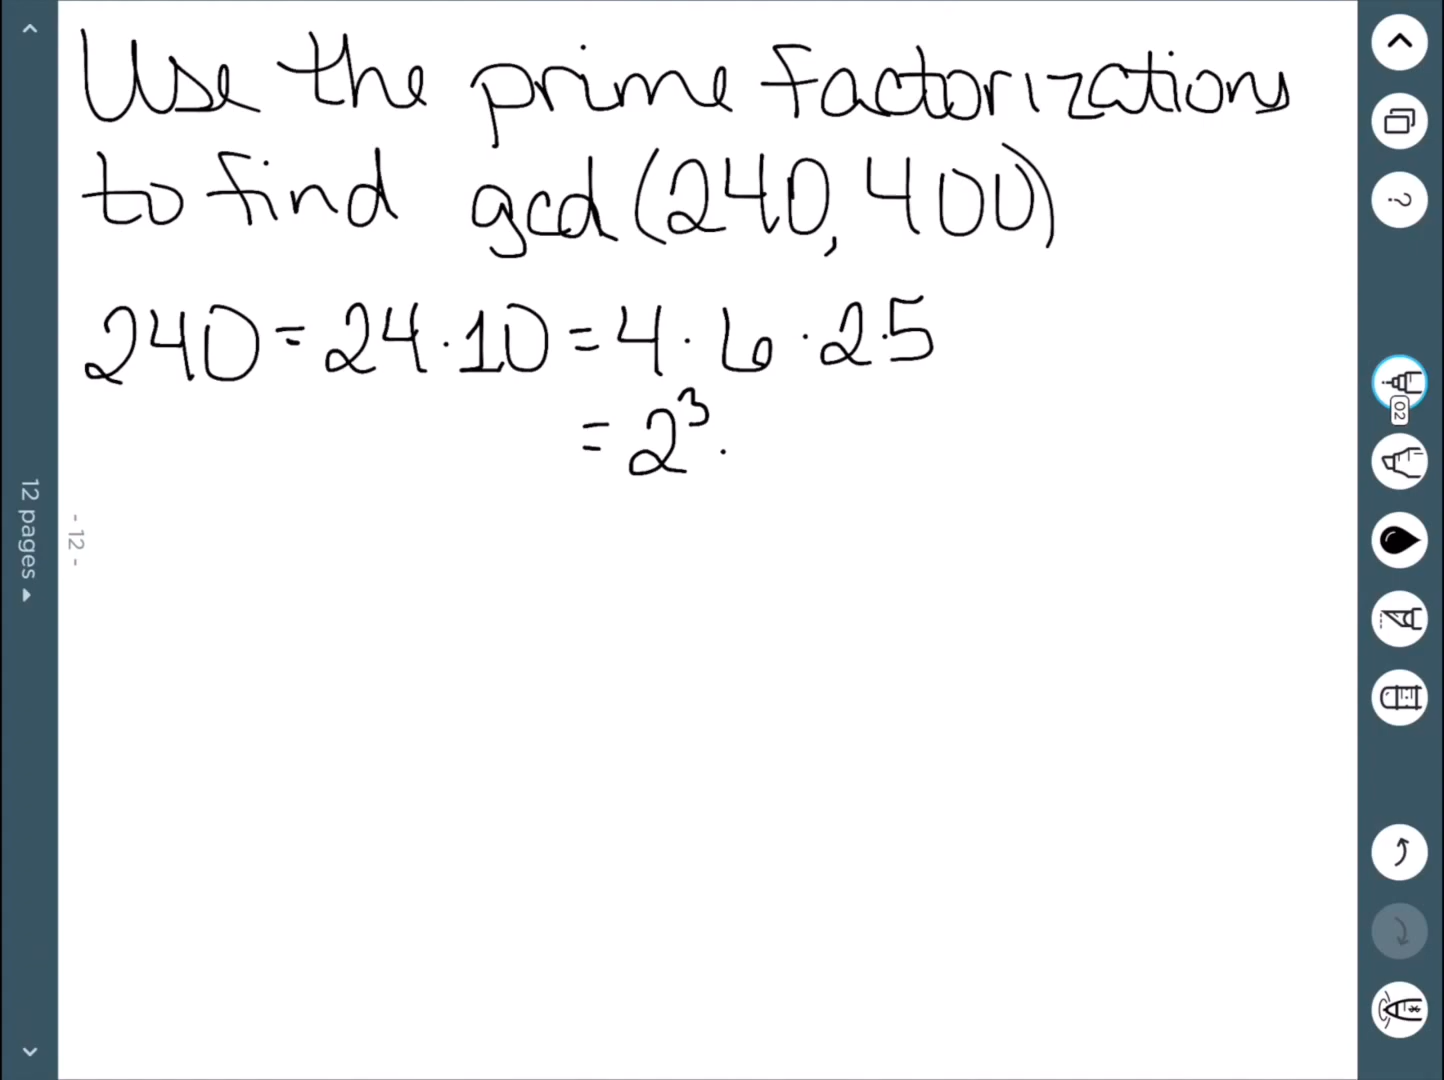 Use the prime factorizations
to find gcd(240, 400)
240 = 24 · 10 = 4 · 6 · 2·5
= 2³ ·
12 pages
- 12 -
?
02